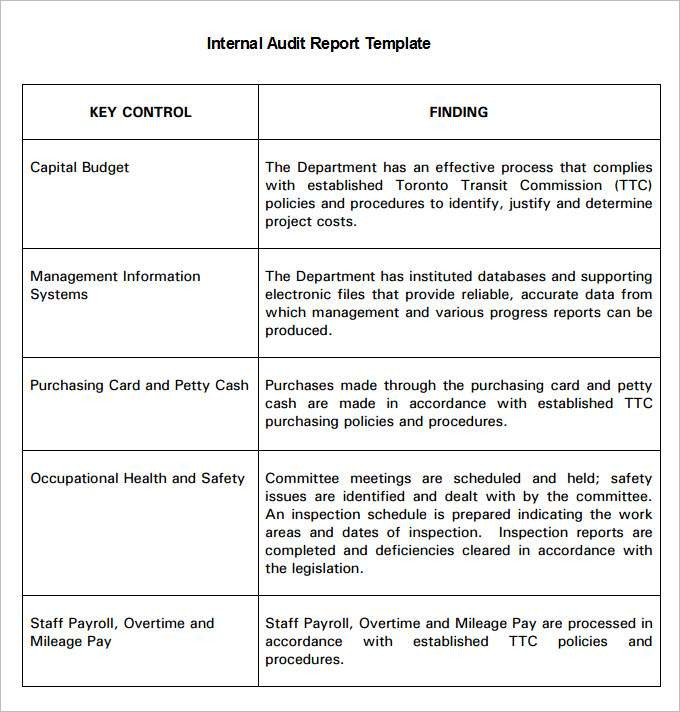 Internal Audit Report Template
KEY CONTROL
FINDING
Capital Budget
The Department has an effective process that complies
with established Toronto Transit Commission (TTC)
policies and procedures to identify, justify and determine
project costs.
Management Information
Systems
The Department has instituted databases and supporting
electronic files that provide reliable, accurate data from
which management and various progress reports can be
produced.
Purchasing Card and Petty Cash
Purchases made through the purchasing card and petty
cash are made in accordance with established TTC
purchasing policies and procedures.
Occupational Health and Safety
Committee meetings are scheduled and held; safety
issues are identified and dealt with by the committee.
An inspection schedule is prepared indicating the work
areas and dates of inspection. Inspection reports are
completed and deficiencies cleared in accordance with
the legislation.
Staff Payroll, Overtime and
Mileage Pay
Staff Payroll, Overtime and Mileage Pay are processed in
accordance with established TTC policies and
procedures.